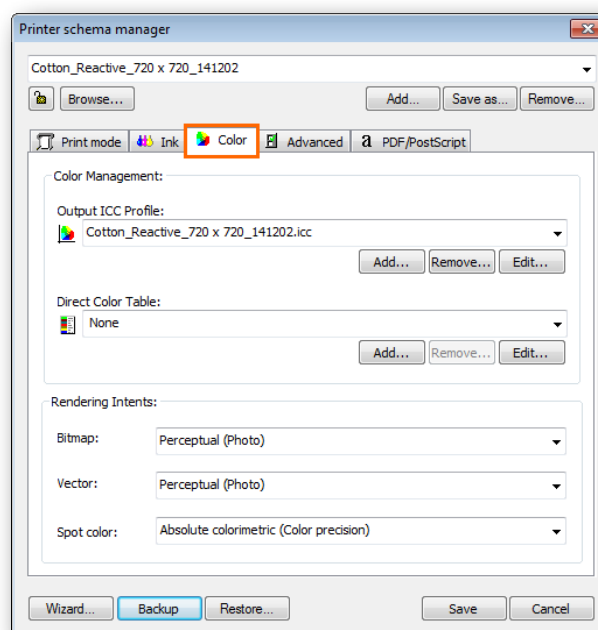 Printer schema manager
Cotton_Reactive_720 x 720_141202
Browse... Add... Save as... Remove...
Print mode Ink Color Advanced a PDF/PostScript
Color Management:
Output ICC Profile:
Cotton_Reactive_720 x 720_141202.icc
Add... Remove... Edit...
Direct Color Table:
None
Add... Remove... Edit...
Rendering Intents:
Bitmap: Perceptual (Photo)
Vector: Perceptual (Photo)
Spot color: Absolute colorimetric (Color precision)
Wizard... Backup Restore... Save Cancel